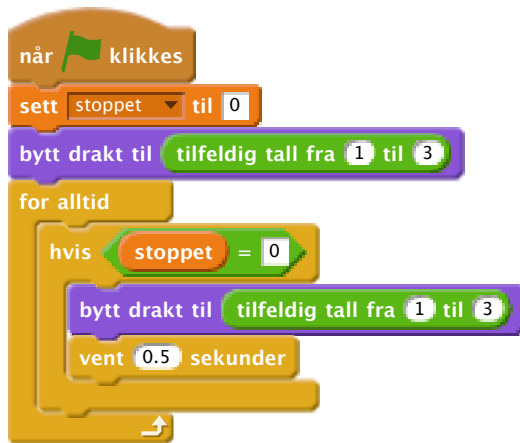 når klikkes
sett stoppet til 0
bytt drakt til tilfeldig tall fra 1 til 3
for alltid
hvis stoppet = 0
bytt drakt til tilfeldig tall fra 1 til 3
vent 0.5 sekunder